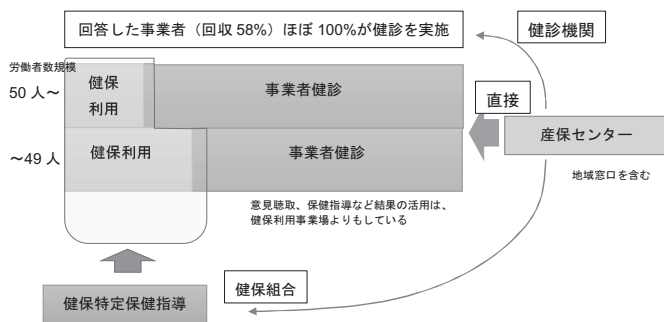 回答した事業者（回収 58%）ほぼ 100%が健診を実施
健診機関
労働者数規模
50 人～
健保
利用
事業者健診
直接
産保センター
～49 人
健保利用
事業者健診
地域窓口を含む
意見聴取、保健指導など結果の活用は、
健保利用事業場よりもしている
健保組合
健保特定保健指導